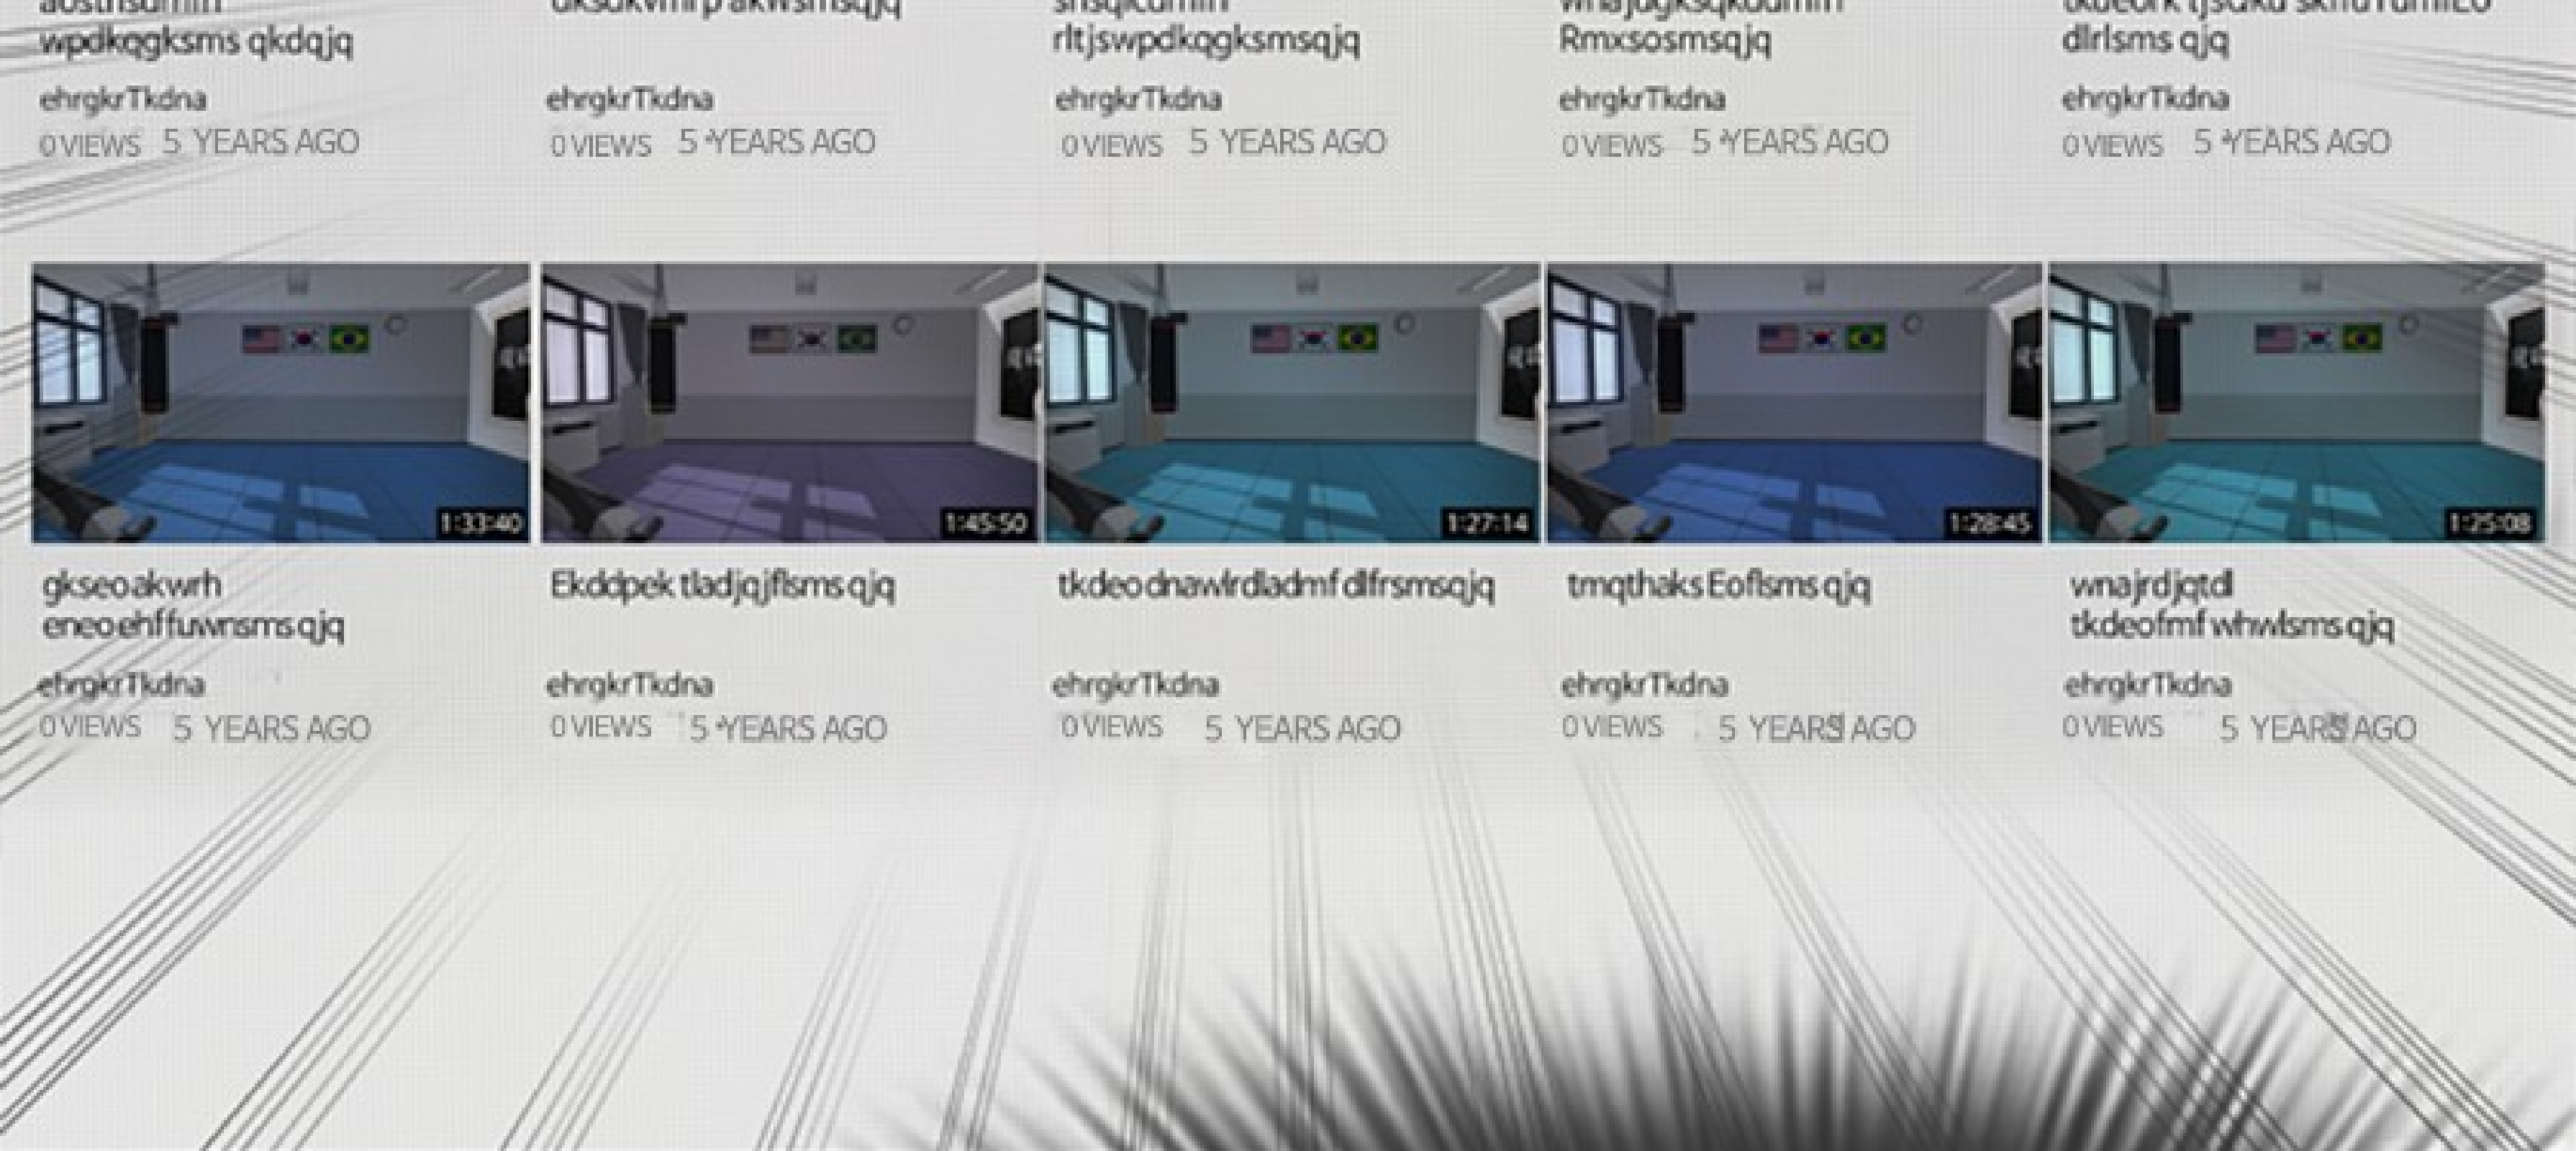 wpdkqgksms qkdqjq
rltjswpdkqgksmsqjq
Rmxsosmsqjq
dlrlsms qjq
ehrgkrTkdna
ehrgkrTkdna
ehrgkrTkdna
ehrgkrTkdna
ehrgkrTkdna
0 VIEWS 5 YEARS AGO
0 VIEWS 5 YEARS AGO
0 VIEWS 5 YEARS AGO
0 VIEWS 5 YEARS AGO
0 VIEWS 5 YEARS AGO
1:33:40
1:45:50
1:27:14
1:28:45
1:25:08
gkseoakwrh
eneoehffuwnsms qjq
Ekddpek tladjqjflsms qjq
tkdeo dnawlrdladmf dlfrsmsqjq
tmqthaks Eoflsms qjq
wnajrdjqtdl
tkdeofmf whwlsms qjq
ehrgkrTkdna
ehrgkrTkdna
ehrgkrTkdna
ehrgkrTkdna
ehrgkrTkdna
0 VIEWS 5 YEARS AGO
0 VIEWS 5 YEARS AGO
0 VIEWS 5 YEARS AGO
0 VIEWS 5 YEARS AGO
0 VIEWS 5 YEARS AGO